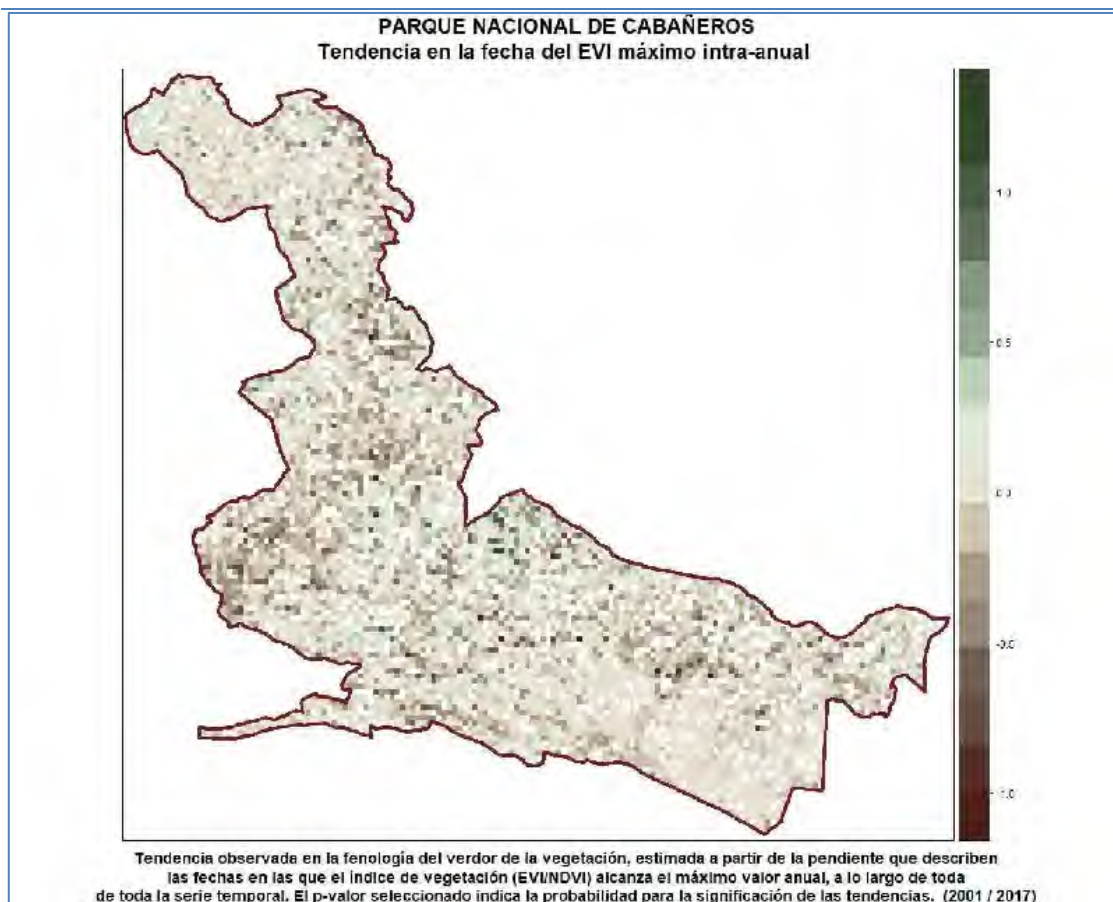 PARQUE NACIONAL DE CABAÑEROS
Tendencia en la fecha del EVI máximo intra-anual
1.0
0.5
0.0
-0.5
-1.0
Tendencia observada en la fenología del verdor de la vegetación, estimada a partir de la pendiente que describen
las fechas en las que el índice de vegetación (EVI/NDVI) alcanza el máximo valor anual, a lo largo de toda
de toda la serie temporal. El p-valor seleccionado indica la probabilidad para la significación de las tendencias. (2001 / 2017)